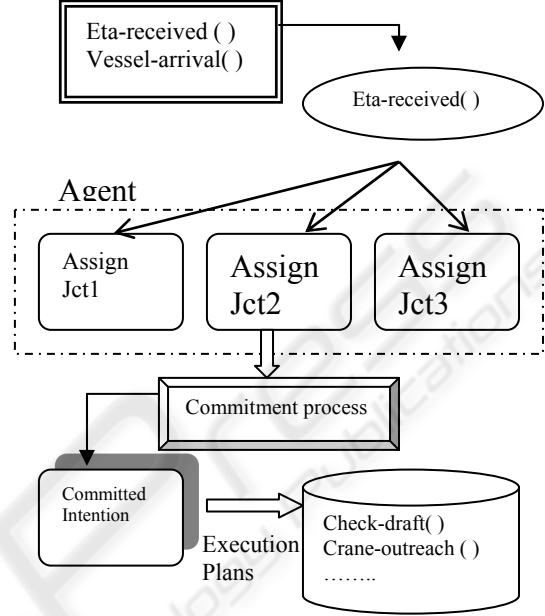 Eta-received ( )
Vessel-arrival( )
Eta-received( )
Agent
Assign
Jct1
Assign
Jct2
Assign
Jct3
Commitment process
Committed
Intention
Execution
Plans
Check-draft( )
Crane-outreach ( )
……..